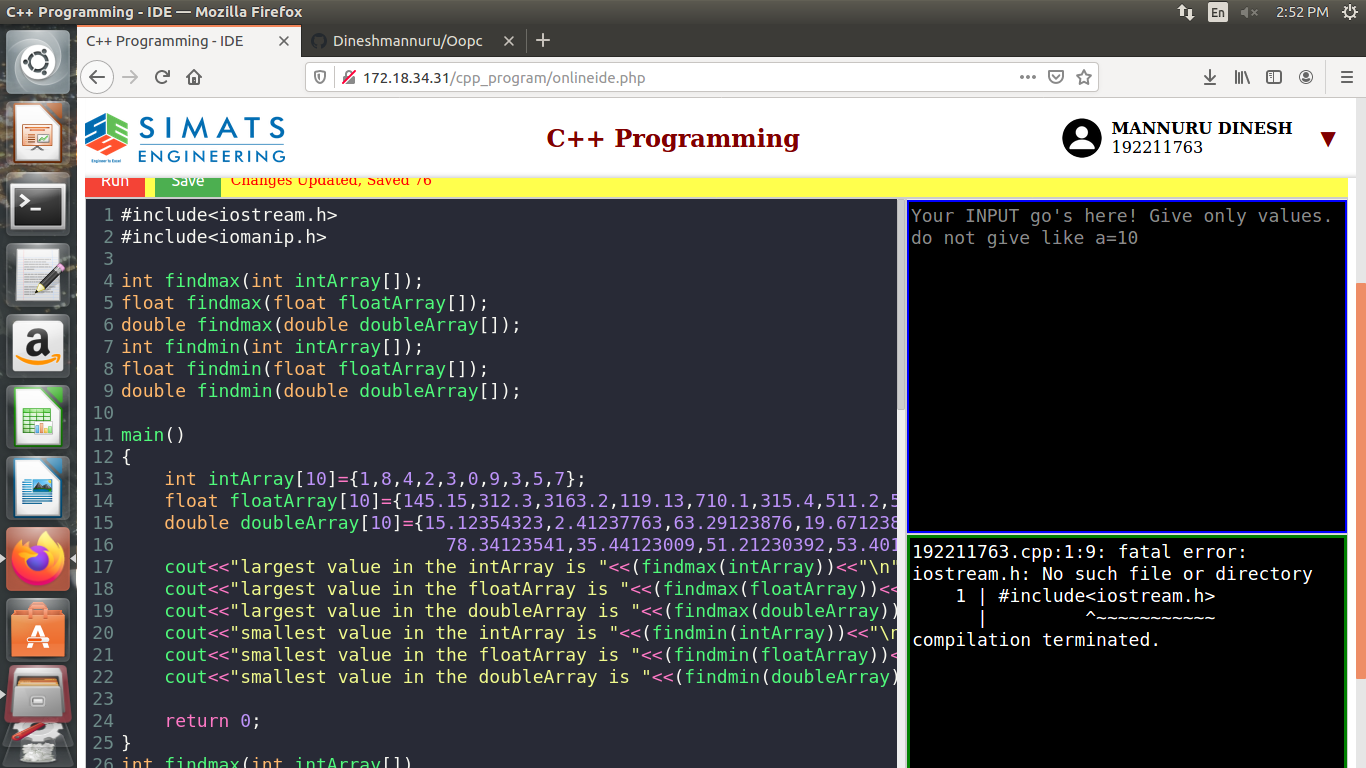 C++ Programming - IDE — Mozilla Firefox
En
2:52 PM
C++ Programming - IDE
Dineshmannuru/Oopc
172.18.34.31/cpp_program/onlineide.php
SIMATS
ENGINEERING
Engineer to Excel
C++ Programming
MANNURU DINESH
192211763
Run
Save
Changes Updated, Saved 76
1 #include<iostream.h>
2 #include<iomanip.h>
3
4 int findmax(int intArray[]);
5 float findmax(float floatArray[]);
6 double findmax(double doubleArray[]);
7 int findmin(int intArray[]);
8 float findmin(float floatArray[]);
9 double findmin(double doubleArray[]);
10
11 main()
12 {
13 int intArray[10]={1,8,4,2,3,0,9,3,5,7};
14 float floatArray[10]={145.15,312.3,3163.2,119.13,710.1,315.4,511.2,5
15 double doubleArray[10]={15.12354323,2.41237763,63.29123876,19.671238
16 78.34123541,35.44123009,51.21230392,53.401
17 cout<<"largest value in the intArray is "<<(findmax(intArray))<<"\n"
18 cout<<"largest value in the floatArray is "<<(findmax(floatArray))<<
19 cout<<"largest value in the doubleArray is "<<(findmax(doubleArray))
20 cout<<"smallest value in the intArray is "<<(findmin(intArray))<<"\n
21 cout<<"smallest value in the floatArray is "<<(findmin(floatArray))<
22 cout<<"smallest value in the doubleArray is "<<(findmin(doubleArray)
23
24 return 0;
25 }
26 int findmax(int intArray[])
Your INPUT go's here! Give only values.
do not give like a=10
192211763.cpp:1:9: fatal error:
iostream.h: No such file or directory
1 | #include<iostream.h>
| ^~~~~~~~~~~~
compilation terminated.